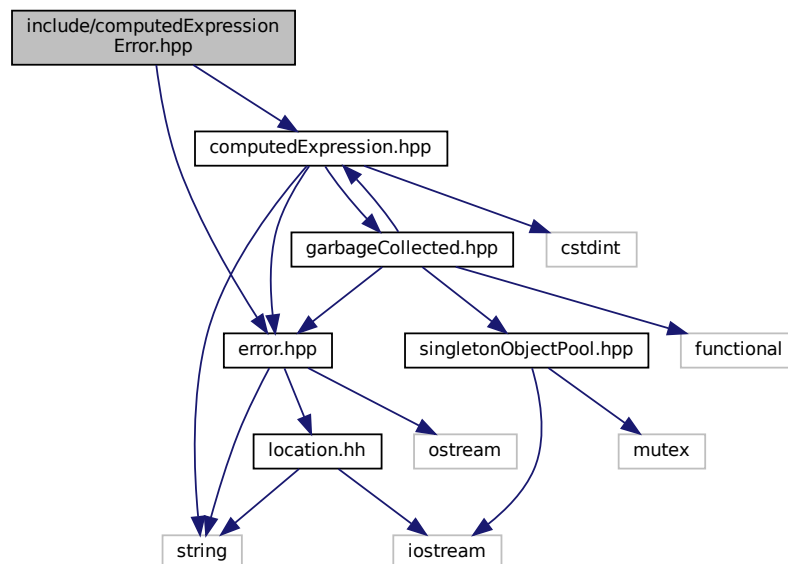 include/computedExpression
Error.hpp
computedExpression.hpp
garbageCollected.hpp
cstdint
error.hpp
singletonObjectPool.hpp
functional
location.hh
ostream
mutex
string
iostream